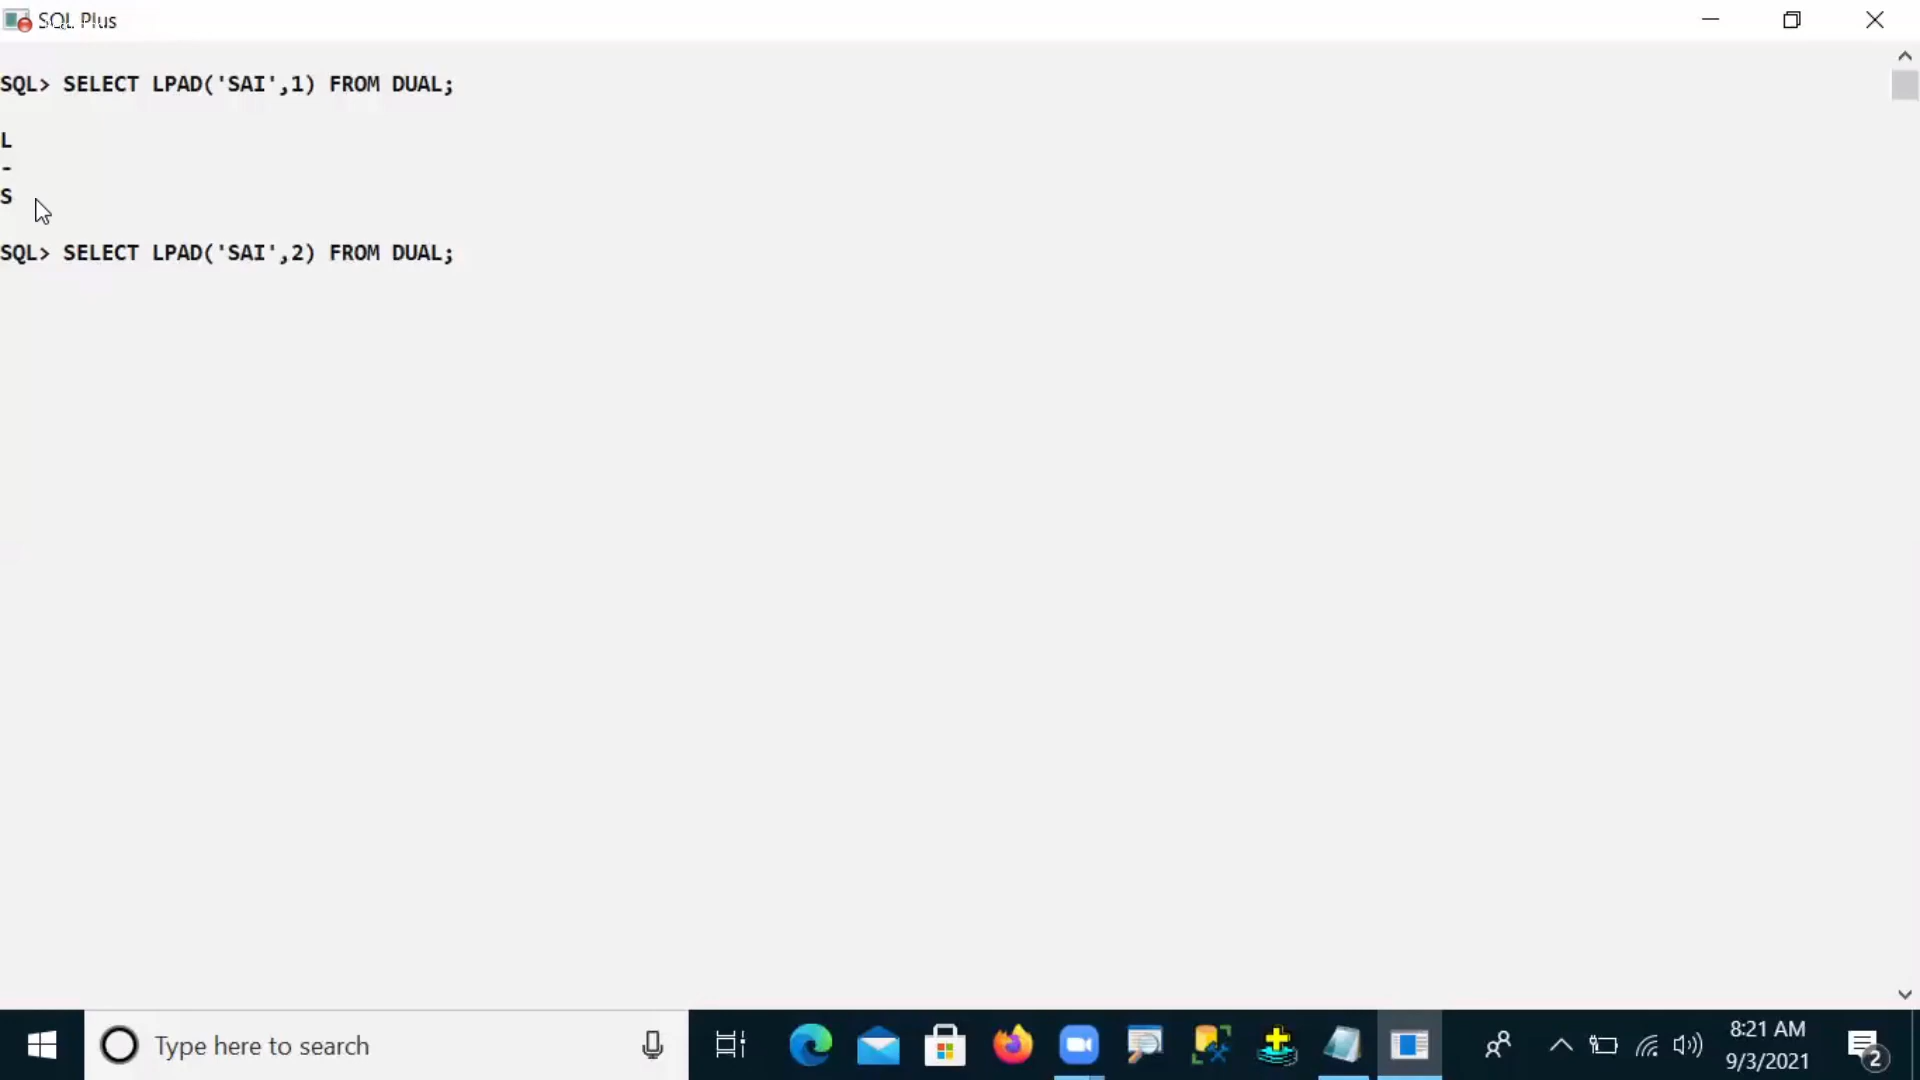 SQL Plus
SQL> SELECT LPAD('SAI',1) FROM DUAL;
L
-
S
SQL> SELECT LPAD('SAI',2) FROM DUAL;
Type here to search
8:21 AM
9/3/2021
2